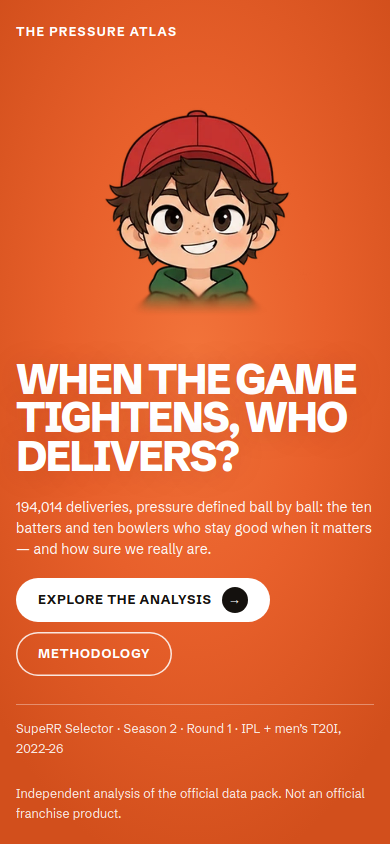 THE PRESSURE ATLAS
WHEN THE GAME
TIGHTENS, WHO
DELIVERS?
194,014 deliveries, pressure defined ball by ball: the ten
batters and ten bowlers who stay good when it matters
— and how sure we really are.
EXPLORE THE ANALYSIS →
METHODOLOGY
SupeRR Selector · Season 2 · Round 1 · IPL + men’s T20I,
2022-26
Independent analysis of the official data pack. Not an official
franchise product.